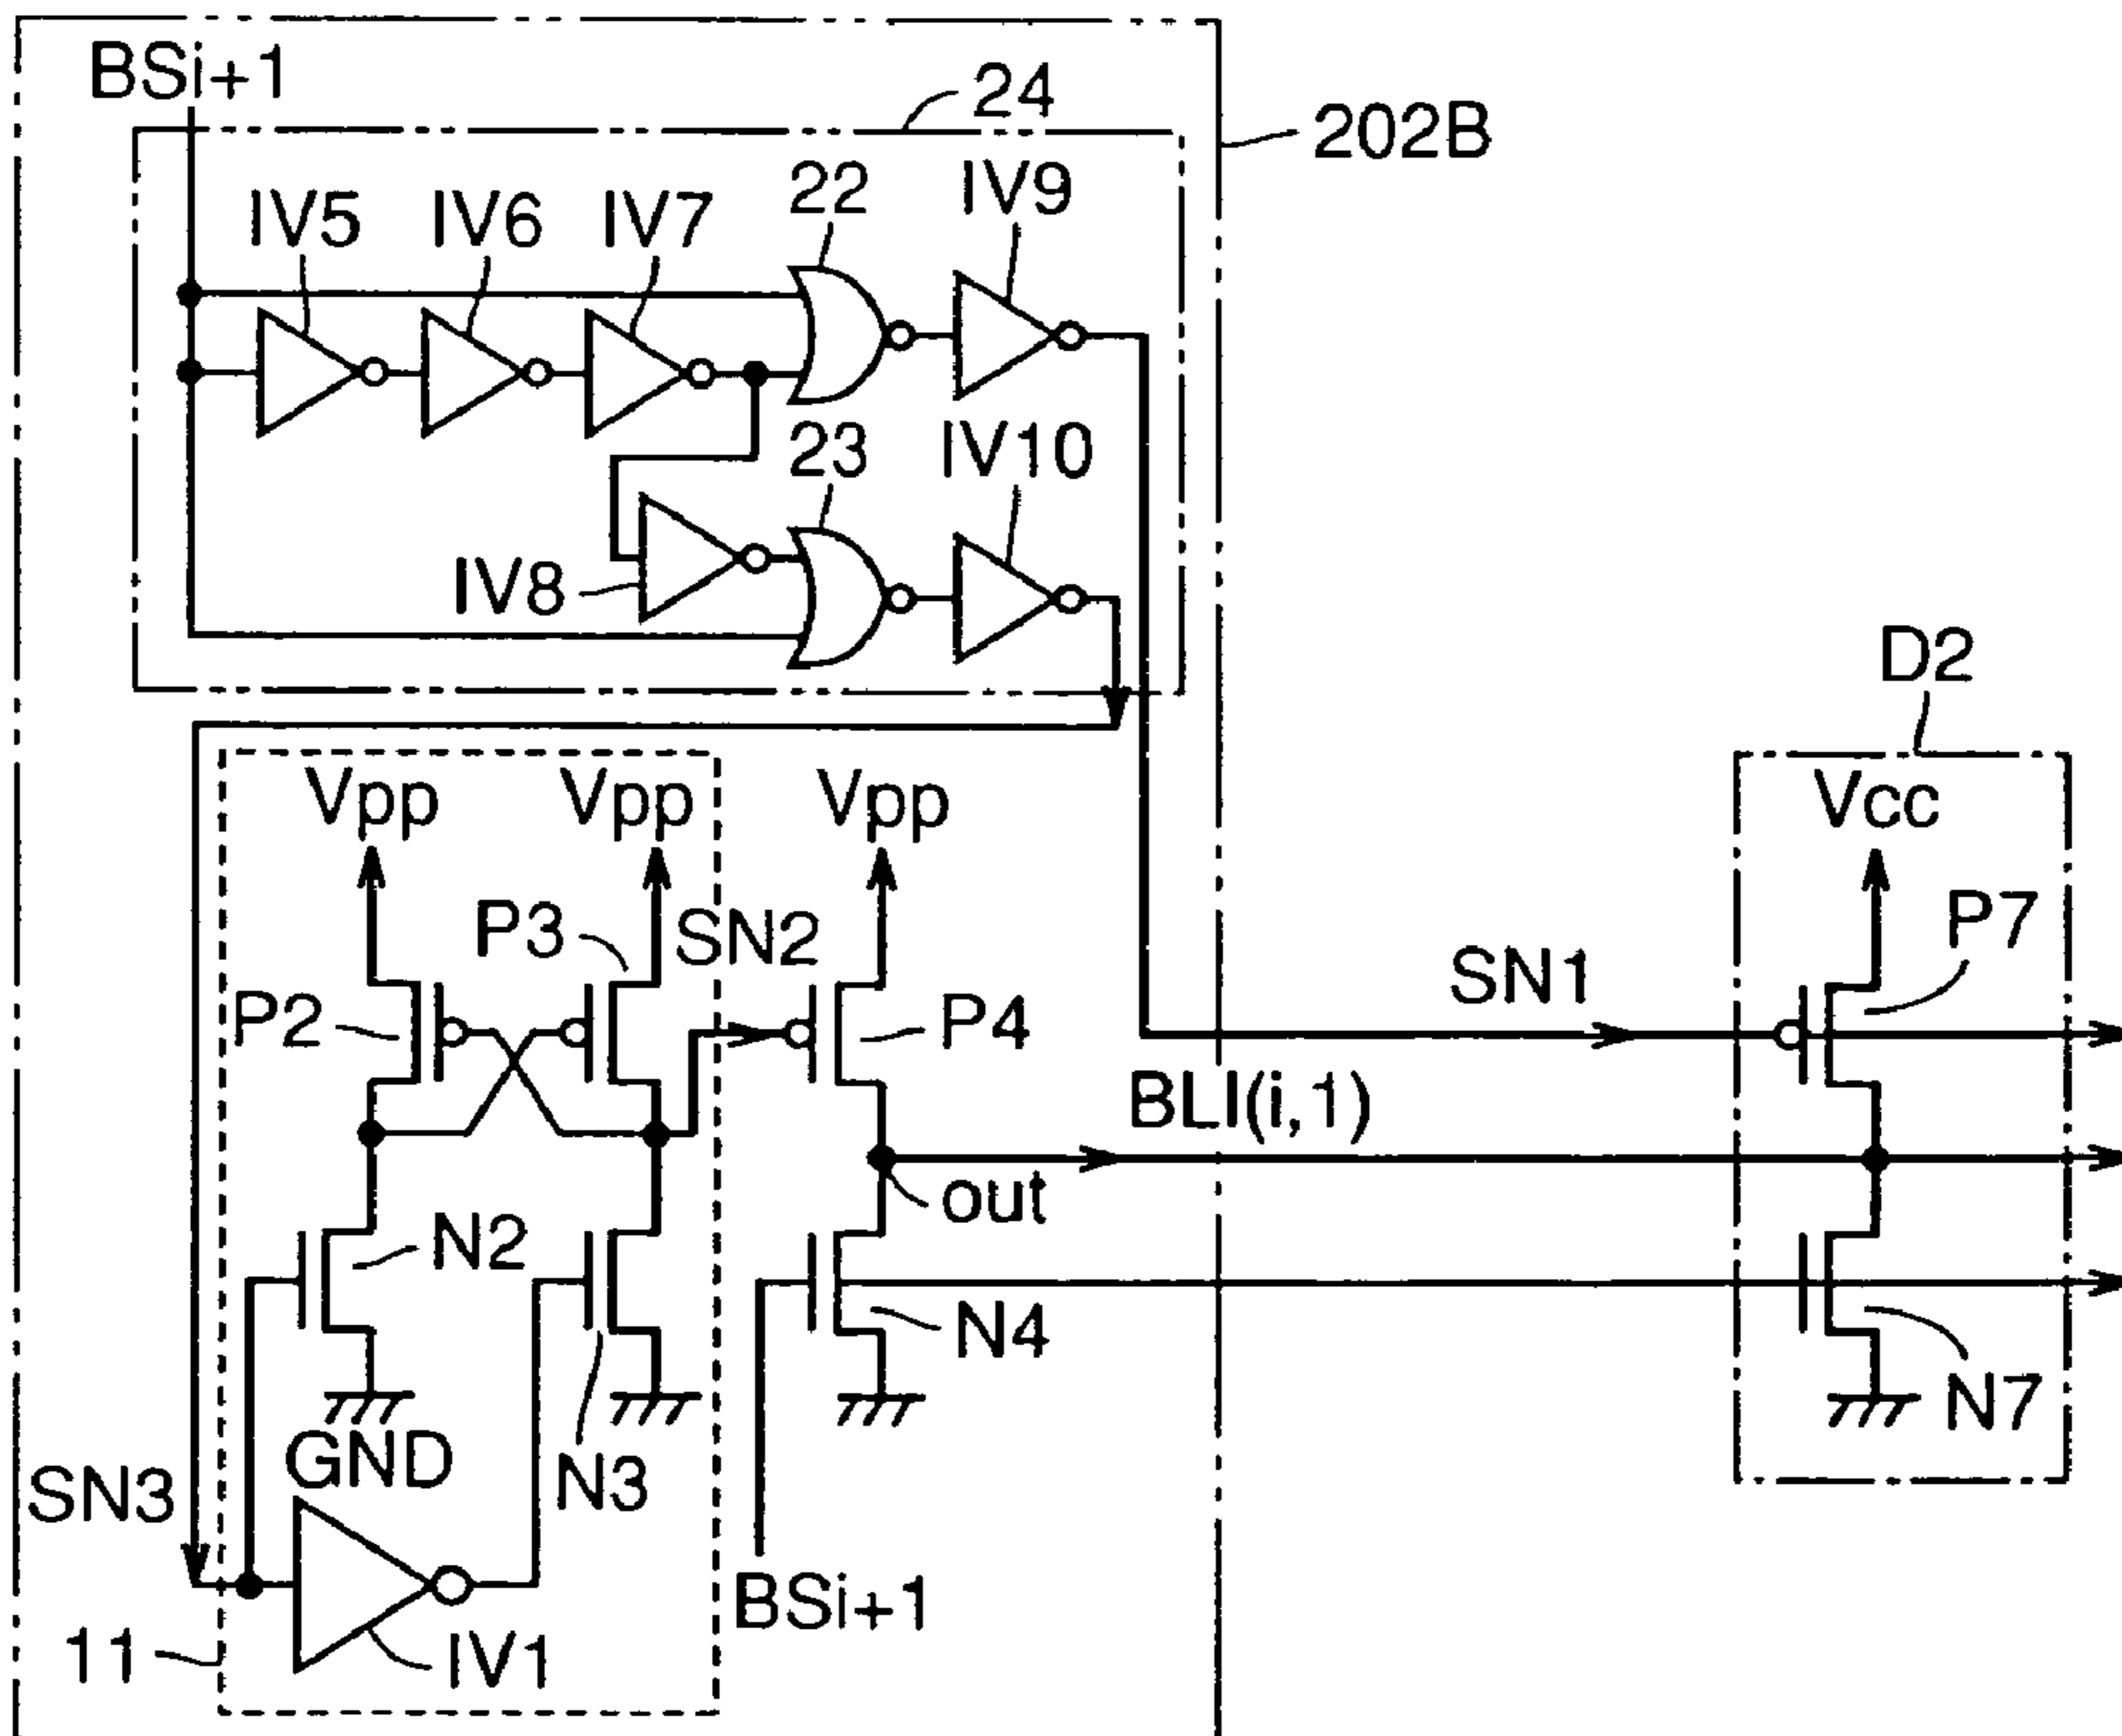 BSi+1
24
202B
22
IV9
IV5
IV6
IV7
23
IV10
IV8
D2
Vpp
Vpp
Vpp
Vcc
P3
SN2
P7
P2
P4
SN1
BLI(i,1)
out
N2
N4
GND
N3
N7
SN3
BSi+1
11
IV1